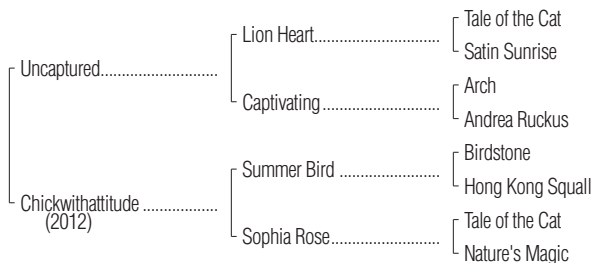 Tale of the Cat
Lion Heart..............................
Satin Sunrise
Uncaptured............................
Arch
Captivating ............................
Andrea Ruckus
Birdstone
Summer Bird ........................
Hong Kong Squall
Chickwithattitude ..................
(2012)
Tale of the Cat
Sophia Rose..........................
Nature's Magic